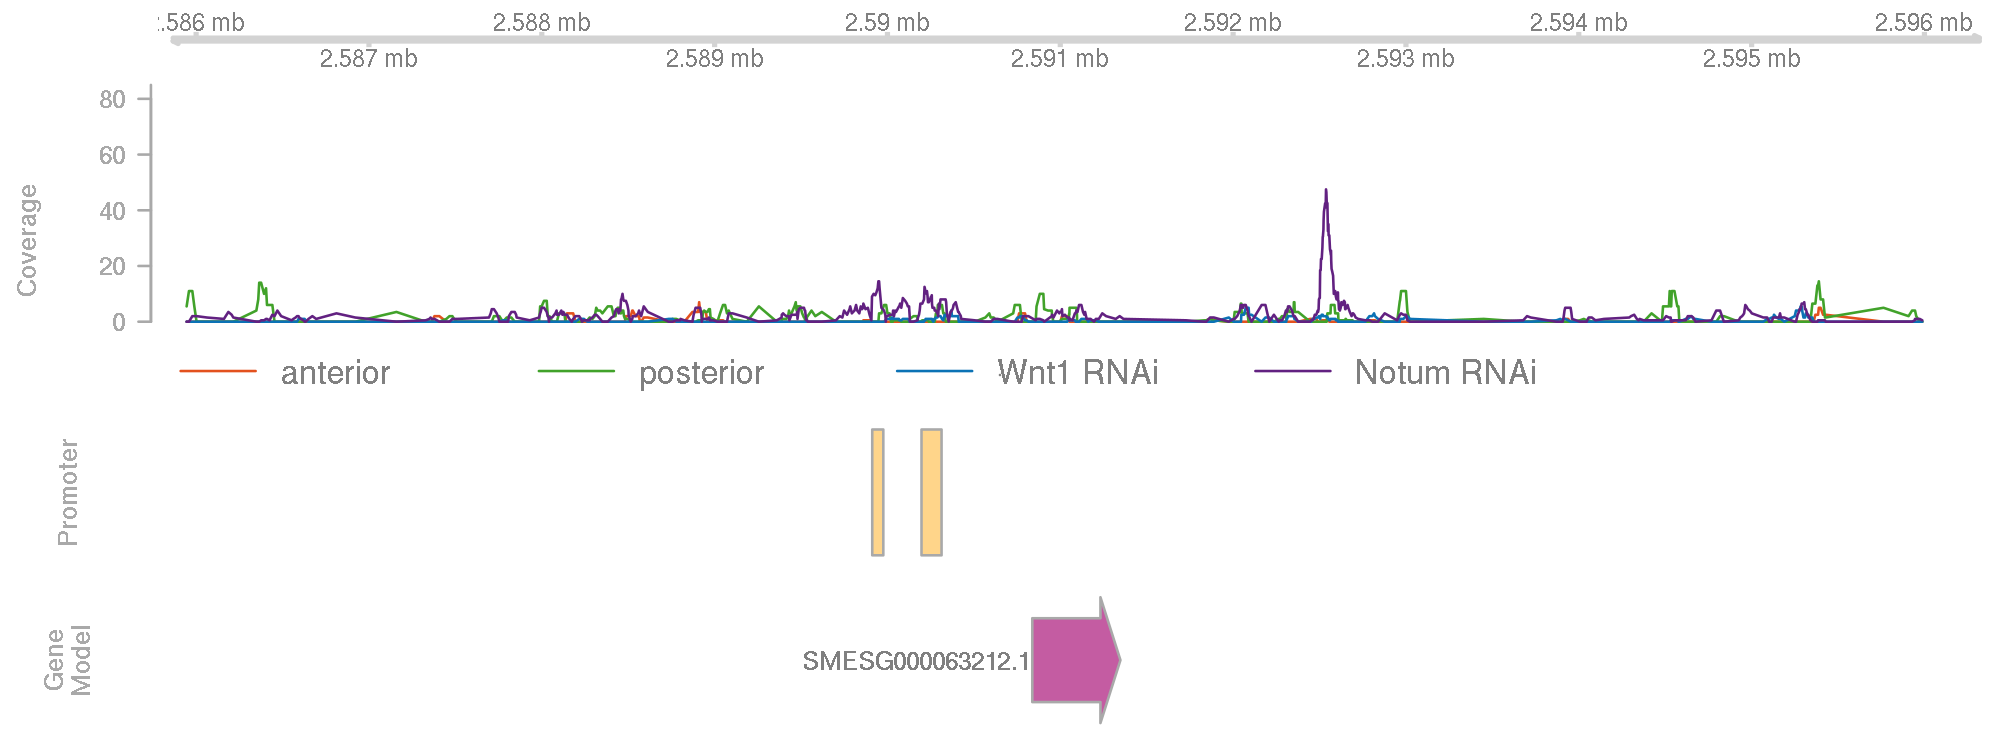 .586 mb 2.588 mb 2.59 mb 2.592 mb 2.594 mb 2.596 mb
2.587 mb 2.589 mb 2.591 mb 2.593 mb 2.595 mb
Coverage
80
60
40
20
0
anterior posterior Wnt1 RNAi Notum RNAi
Promoter
Gene
Model
SMESG000063212.1